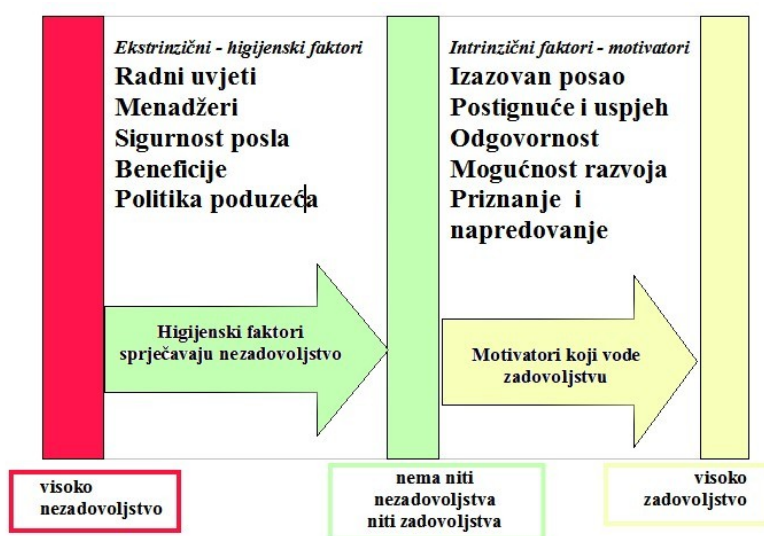 Ekstrinzični - higijenski faktori
Radni uvjeti
Menadžeri
Sigurnost posla
Beneficije
Politika poduzeća
Intrinzični faktori - motivatori
Izazovan posao
Postignuće i uspjeh
Odgovornost
Mogućnost razvoja
Priznanje i
napredovanje
Higijenski faktori
sprječavaju nezadovoljstvo
Motivatori koji vode
zadovoljstvu
visoko
nezadovoljstvo
nema niti
nezadovoljstva
niti zadovoljstva
visoko
zadovoljstvo